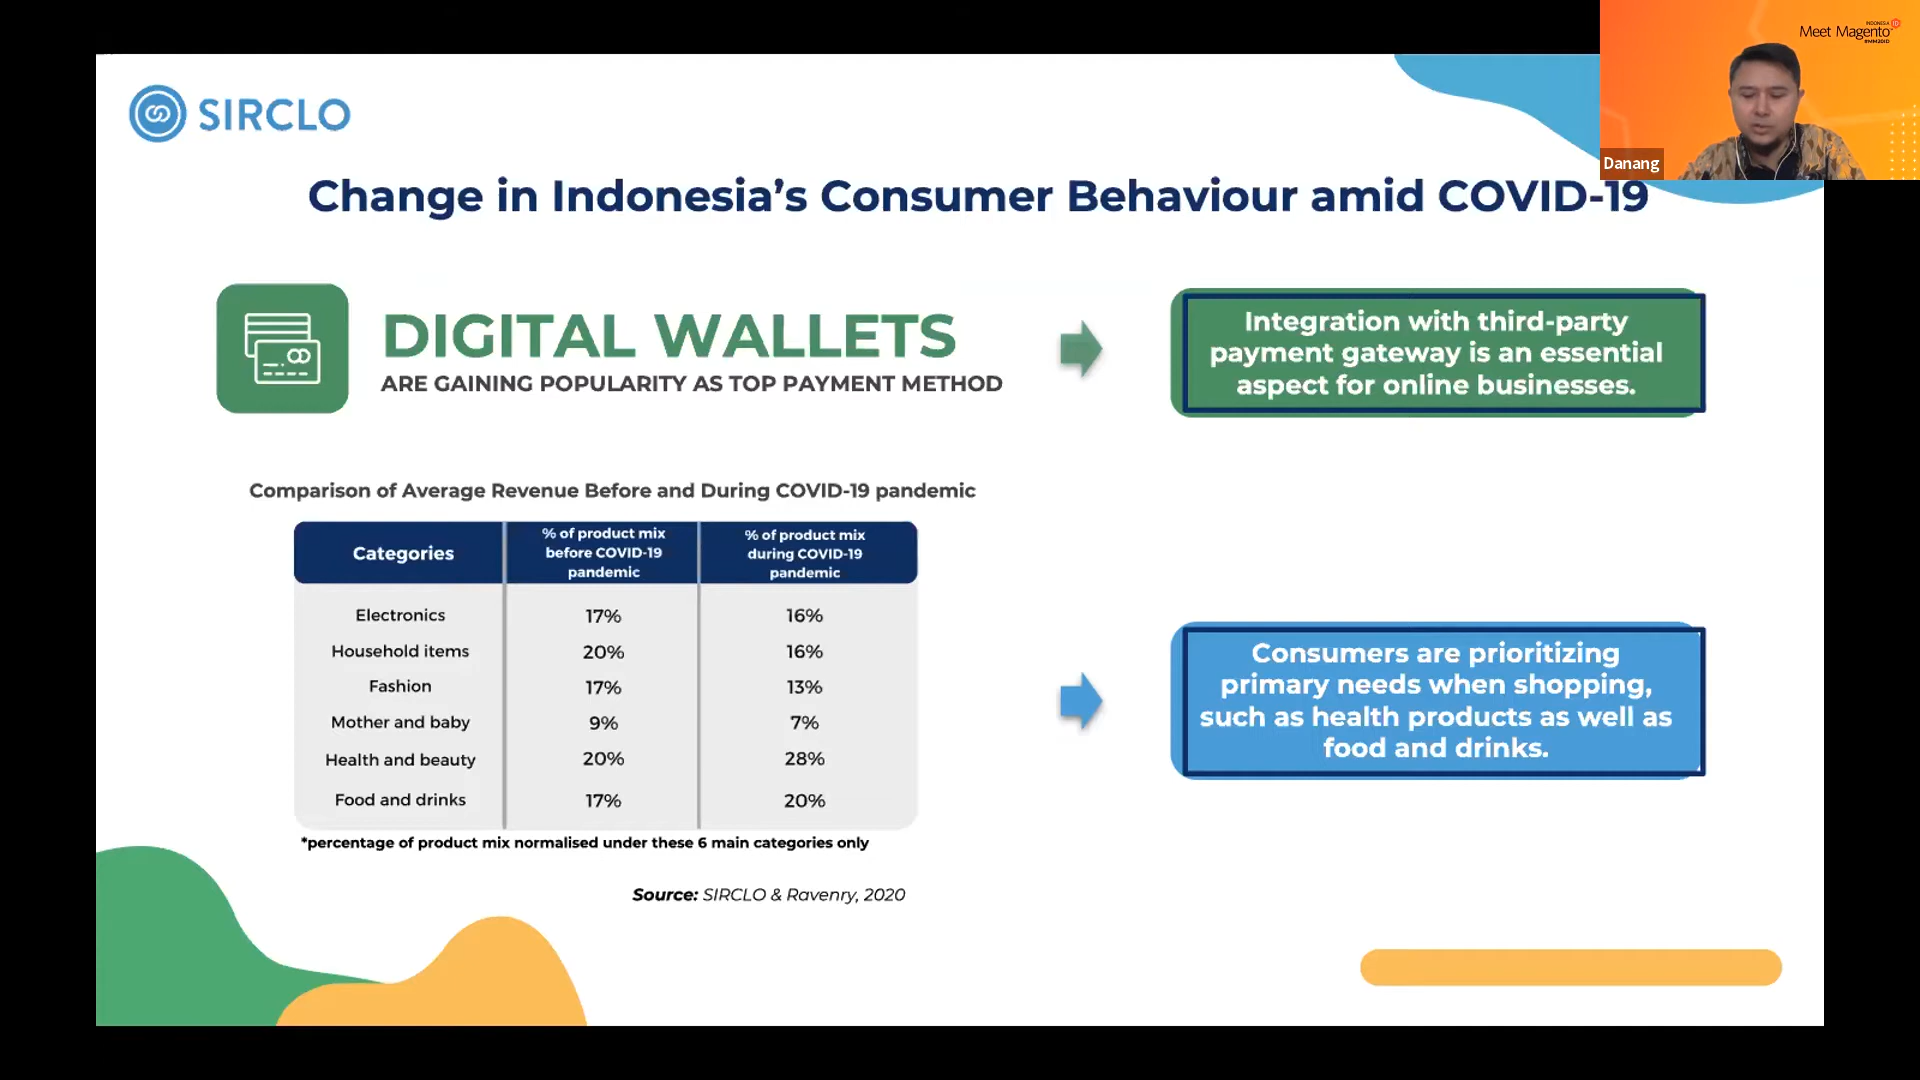 INDONESIA
Meet Magento
#MM20ID
Danang
SIRCLO
Change in Indonesia's Consumer Behaviour amid COVID-19
DIGITAL WALLETS
ARE GAINING POPULARITY AS TOP PAYMENT METHOD
Integration with third-party
payment gateway is an essential
aspect for online businesses.
Comparison of Average Revenue Before and During COVID-19 pandemic
Categories
% of product mix
before COVID-19
pandemic
% of product mix
during COVID-19
pandemic
Electronics 17% 16%
Household items 20% 16%
Fashion 17% 13%
Mother and baby 9% 7%
Health and beauty 20% 28%
Food and drinks 17% 20%
*percentage of product mix normalised under these 6 main categories only
Source: SIRCLO & Ravenry, 2020
Consumers are prioritizing
primary needs when shopping,
such as health products as well as
food and drinks.